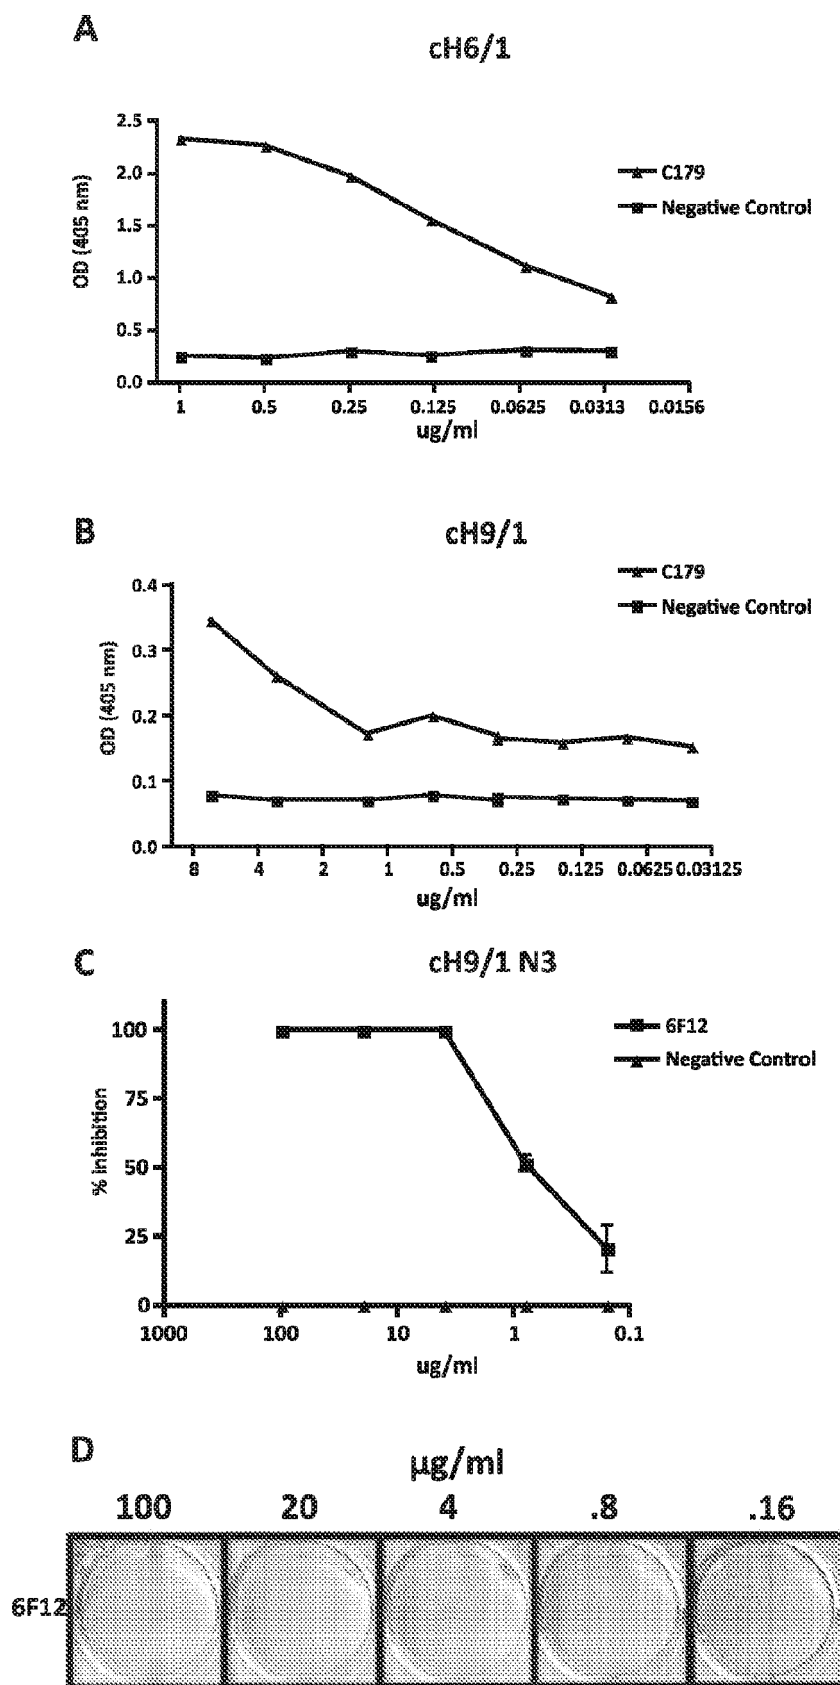 A
cH6/1
2.5
2.0
1.5
1.0
0.5
0.0
OD (405 nm)
C179
Negative Control
1 0.5 0.25 0.125 0.0625 0.0313 0.0156
ug/ml
B
cH9/1
C179
Negative Control
0.4
0.3
0.2
0.1
0.0
OD (405 nm)
8 4 2 1 0.5 0.25 0.125 0.0625 0.03125
ug/ml
C
cH9/1 N3
6F12
Negative Control
100
75
50
25
0
% inhibition
1000 100 10 1 0.1
ug/ml
D
µg/ml
100 20 4 .8 .16
6F12